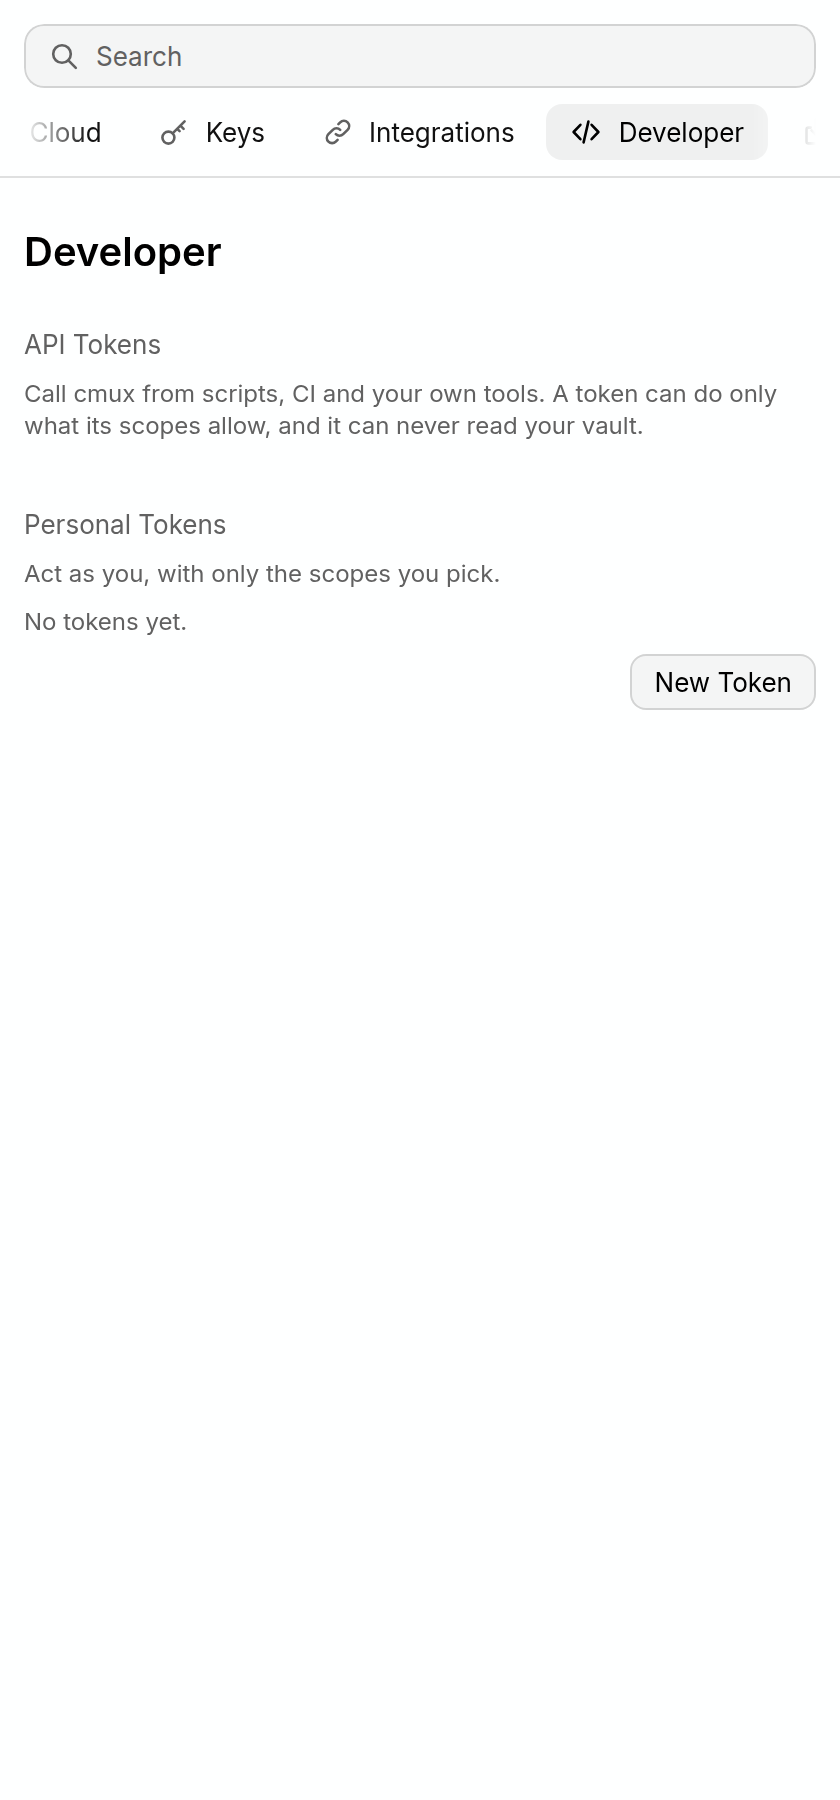 Search
Cloud
Keys
Integrations
Developer
Developer
API Tokens
Call cmux from scripts, CI and your own tools. A token can do only
what its scopes allow, and it can never read your vault.
Personal Tokens
Act as you, with only the scopes you pick.
No tokens yet.
New Token